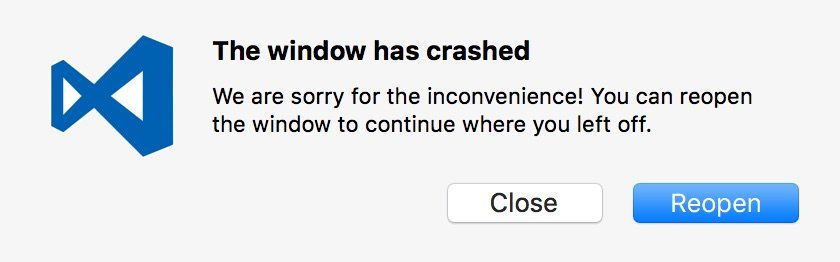 The window has crashed
We are sorry for the inconvenience! You can reopen
the window to continue where you left off.
Close
Reopen